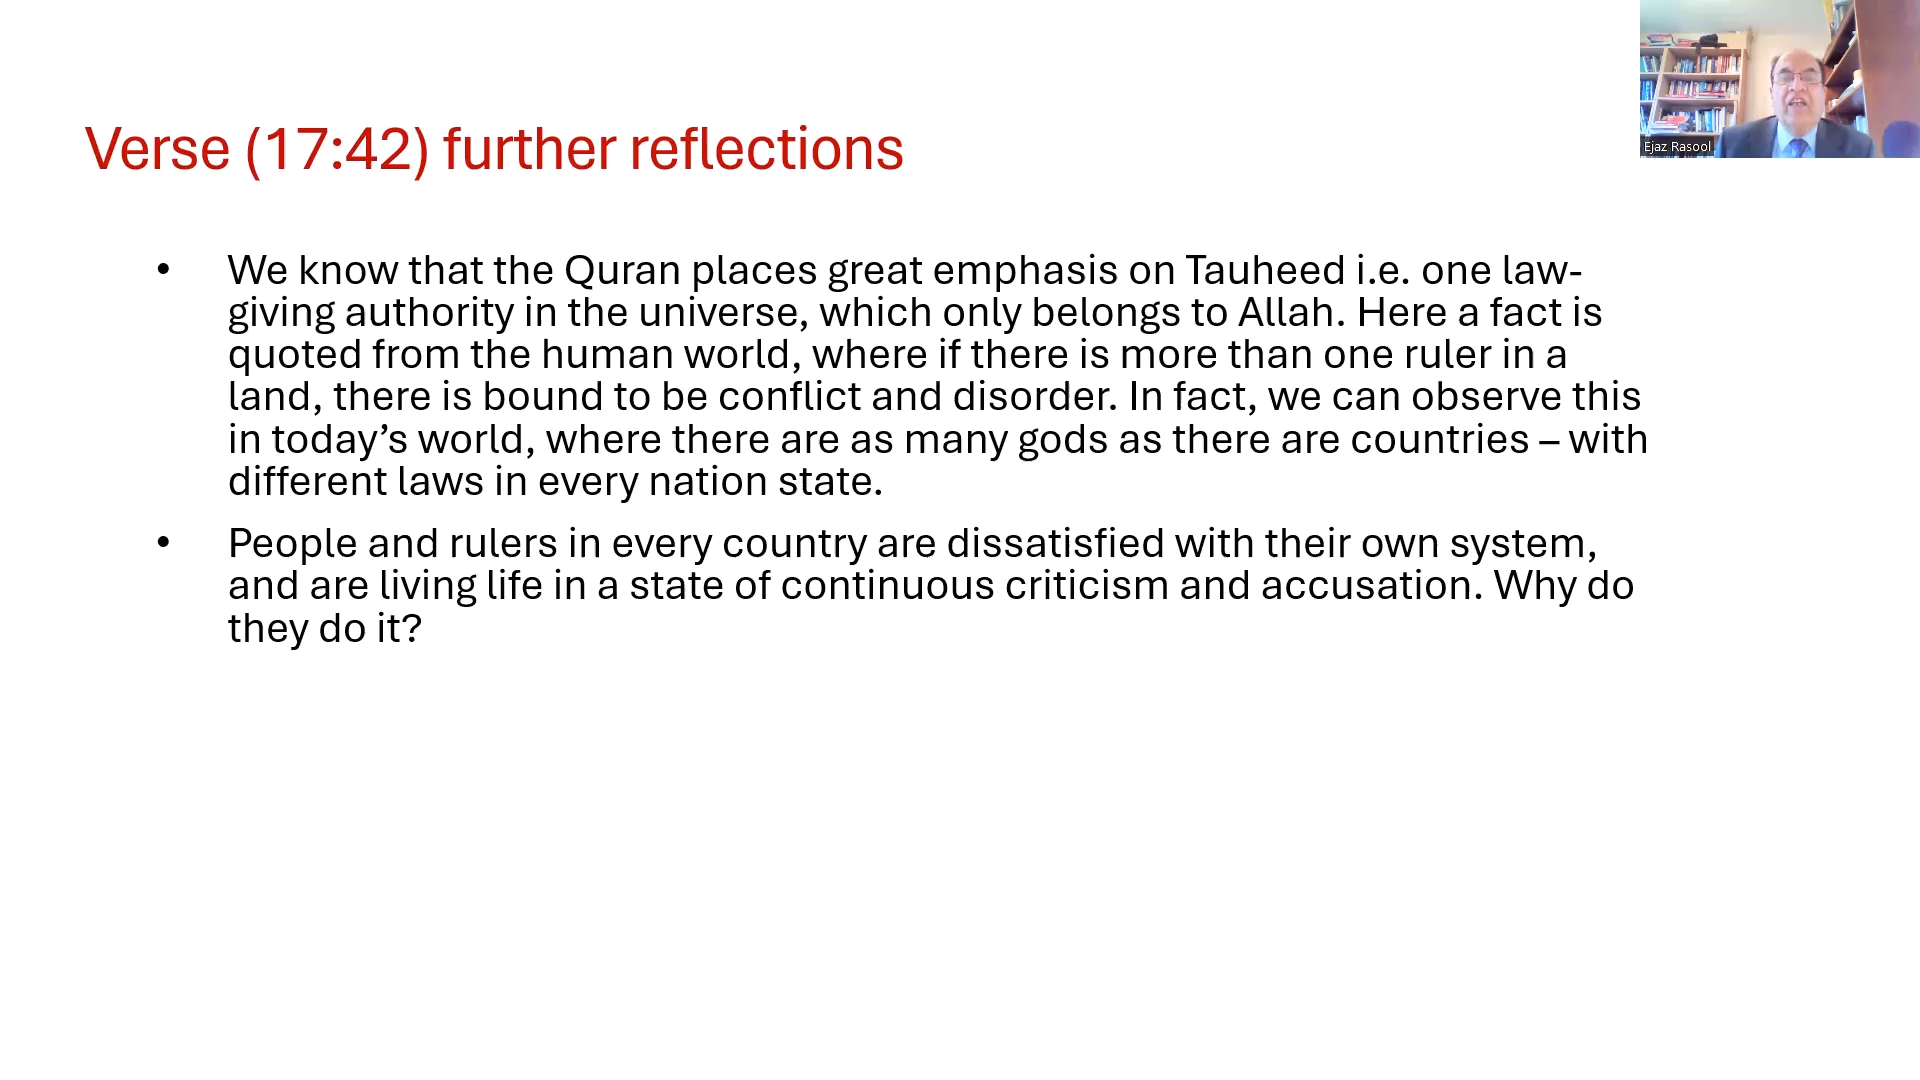 Ejaz Rasool
Verse (17:42) further reflections
• We know that the Quran places great emphasis on Tauheed i.e. one law-
giving authority in the universe, which only belongs to Allah. Here a fact is
quoted from the human world, where if there is more than one ruler in a
land, there is bound to be conflict and disorder. In fact, we can observe this
in today’s world, where there are as many gods as there are countries – with
different laws in every nation state.
• People and rulers in every country are dissatisfied with their own system,
and are living life in a state of continuous criticism and accusation. Why do
they do it?